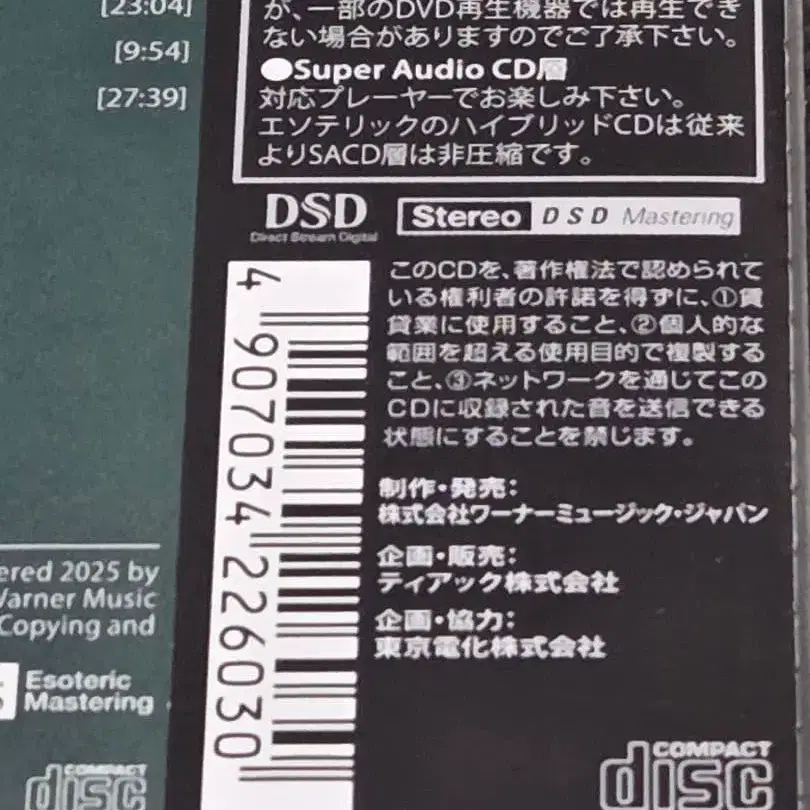 [23:04]
[9:54]
[27:39]
が、一部のDVD再生機器では再生でき
ない場合がありますのでご了承下さい。
●Super Audio CD層
対応プレーヤーでお楽しみ下さい。
エソテリックのハイブリッドCDは従来
よりSACD層は非圧縮です。
DSD
Direct Stream Digital
Stereo DSD Mastering
4 907034 226030
このCDを、著作権法で認められて
いる権利者の許諾を得ずに、①賃
貸業に使用すること、②個人的な
範囲を超える使用目的で複製する
こと、③ネットワークを通じてこの
CDに収録された音を送信できる
状態にすることを禁じます。
制作・発売：
株式会社ワーナーミュージック・ジャパン
企画・販売：
ティアック株式会社
企画・協力：
東京電化株式会社
ered 2025 by
Warner Music
Copying and
Esoteric
Mastering
COMPACT
disc
COMPACT
disc